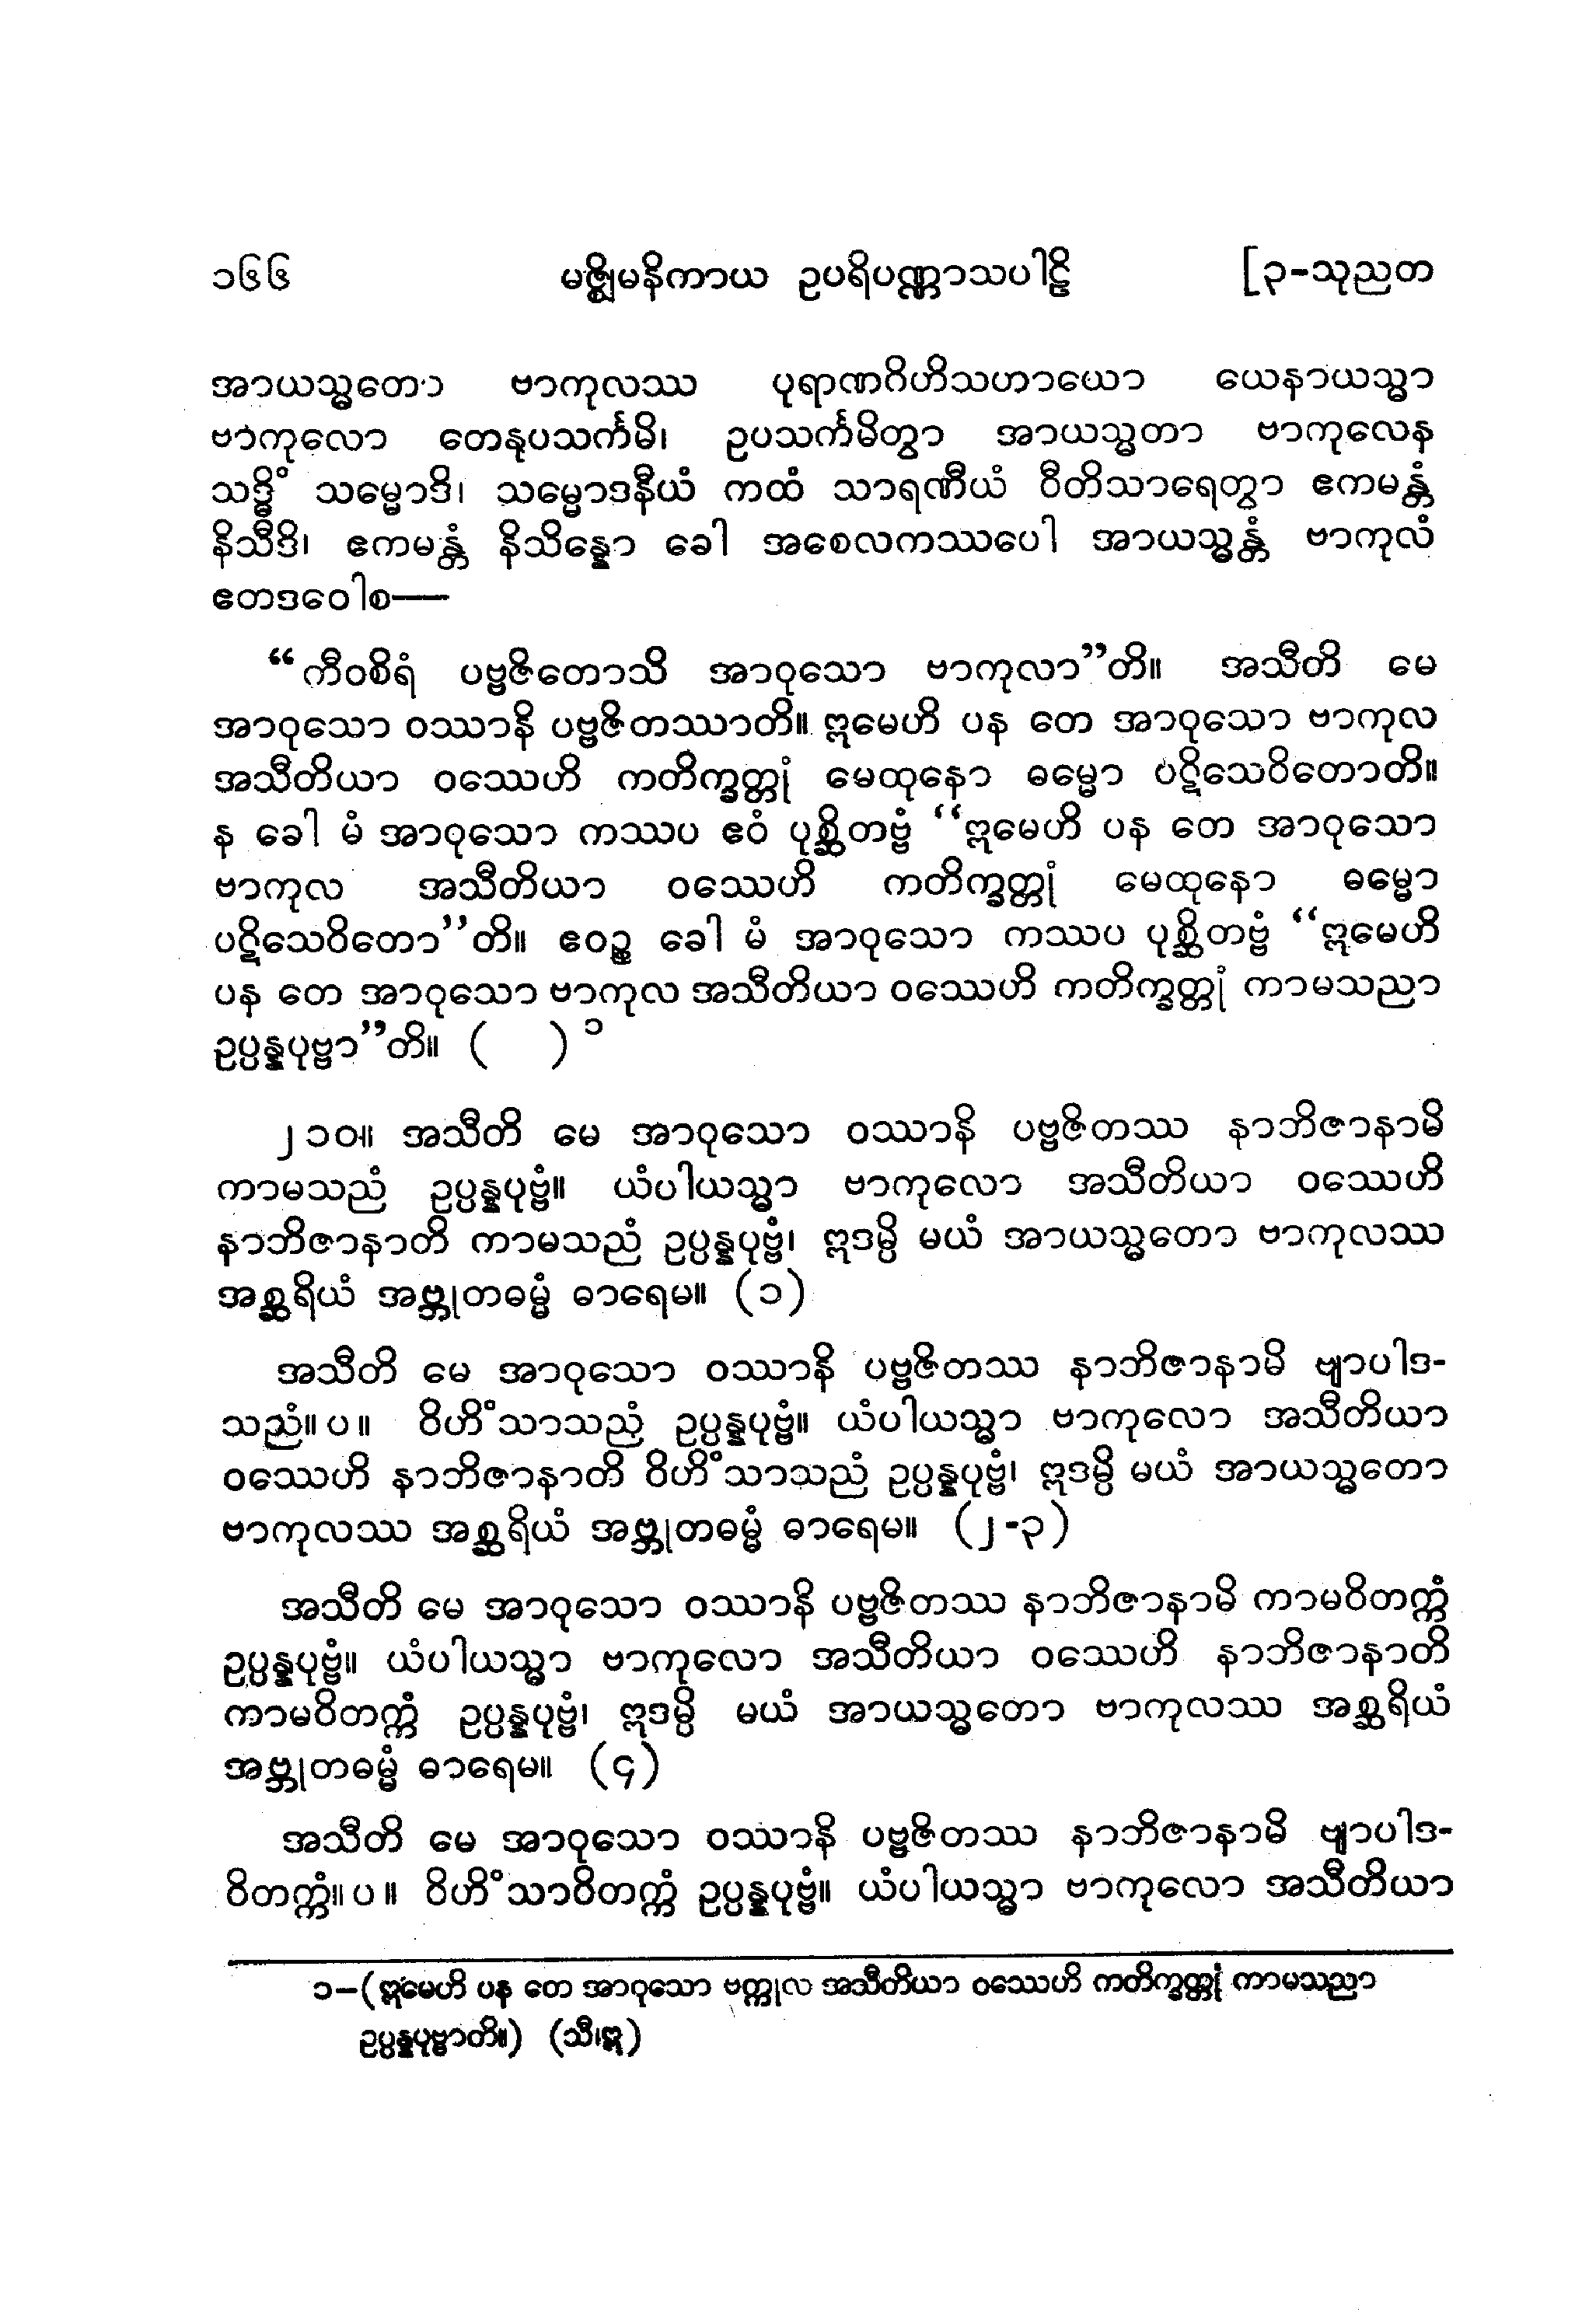 ၁၆၆ မဇ္ဈိမနိကာယ ဥပရိပဏ္ဏာသပါဠိ [၃-သုညတ
အာယသ္မတော ဗာကုလဿ ပုရာဏဂိဟိသဟာယော ယေနာယသ္မာ
ဗာကုလော တေနုပသင်္ကမိ၊ ဥပသင်္ကမိတွာ အာယသ္မတာ ဗာကုလေန
သဒ္ဓိံ သမ္မောဒိ၊ သမ္မောဒနီယံ ကထံ သာရဏီယံ ဝီတိသာရေတွာ ဧကမန္တံ
နိသီဒိ၊ ဧကမန္တံ နိသိန္နော ခေါ အစေလကဿပေါ အာယသ္မန္တံ ဗာကုလံ
ဧတဒဝေါစ—
“ကီဝစိရံ ပဗ္ဗဇိတောသိ အာဝုသော ဗာကုလာ”တိ။ အသီတိ မေ
အာဝုသော ဝဿာနိ ပဗ္ဗဇိတဿာတိ။ ဣမေဟိ ပန တေ အာဝုသော ဗာကုလ
အသီတိယာ ဝဿေဟိ ကတိက္ခတ္တုံ မေထုနော ဓမ္မော ပဋိသေဝိတောတိ။
န ခေါ မံ အာဝုသော ကဿပ ဧဝံ ပုစ္ဆိတဗ္ဗံ “ဣမေဟိ ပန တေ အာဝုသော
ဗာကုလ အသီတိယာ ဝဿေဟိ ကတိက္ခတ္တုံ မေထုနော ဓမ္မော
ပဋိသေဝိတော”တိ။ ဧဝဉ္စ ခေါ မံ အာဝုသော ကဿပ ပုစ္ဆိတဗ္ဗံ “ဣမေဟိ
ပန တေ အာဝုသော ဗာကုလ အသီတိယာ ဝဿေဟိ ကတိက္ခတ္တုံ ကာမသညာ
ဥပ္ပန္နပုဗ္ဗာ”တိ။ ( ) ၁
၂၁၀။ အသီတိ မေ အာဝုသော ဝဿာနိ ပဗ္ဗဇိတဿ နာဘိဇာနာမိ
ကာမသညံ ဥပ္ပန္နပုဗ္ဗံ။ ယံပါယသ္မာ ဗာကုလော အသီတိယာ ဝဿေဟိ
နာဘိဇာနာတိ ကာမသညံ ဥပ္ပန္နပုဗ္ဗံ၊ ဣဒမ္ပိ မယံ အာယသ္မတော ဗာကုလဿ
အစ္ဆရိယံ အဗ္ဘုတဓမ္မံ ဓာရေမ။ (၁)
အသီတိ မေ အာဝုသော ဝဿာနိ ပဗ္ဗဇိတဿ နာဘိဇာနာမိ ဗျာပါဒ-
သညံ။ပ။ ဝိဟိံသာသညံ ဥပ္ပန္နပုဗ္ဗံ။ ယံပါယသ္မာ ဗာကုလော အသီတိယာ
ဝဿေဟိ နာဘိဇာနာတိ ဝိဟိံသာသညံ ဥပ္ပန္နပုဗ္ဗံ၊ ဣဒမ္ပိ မယံ အာယသ္မတော
ဗာကုလဿ အစ္ဆရိယံ အဗ္ဘုတဓမ္မံ ဓာရေမ။ (၂-၃)
အသီတိ မေ အာဝုသော ဝဿာနိ ပဗ္ဗဇိတဿ နာဘိဇာနာမိ ကာမဝိတက္ကံ
ဥပ္ပန္နပုဗ္ဗံ။ ယံပါယသ္မာ ဗာကုလော အသီတိယာ ဝဿေဟိ နာဘိဇာနာတိ
ကာမဝိတက္ကံ ဥပ္ပန္နပုဗ္ဗံ၊ ဣဒမ္ပိ မယံ အာယသ္မတော ဗာကုလဿ အစ္ဆရိယံ
အဗ္ဘုတဓမ္မံ ဓာရေမ။ (၄)
အသီတိ မေ အာဝုသော ဝဿာနိ ပဗ္ဗဇိတဿ နာဘိဇာနာမိ ဗျာပါဒ-
ဝိတက္ကံ။ပ။ ဝိဟိံသာဝိတက္ကံ ဥပ္ပန္နပုဗ္ဗံ။ ယံပါယသ္မာ ဗာကုလော အသီတိယာ
၁–(ဣမေဟိ ပန တေ အာဝုသော ဗက္ကုလ အသီတိယာ ဝဿေဟိ ကတိက္ခတ္တုံ ကာမသညာ
ဥပ္ပန္နပုဗ္ဗာတိ။) (သီ၊ဣ)